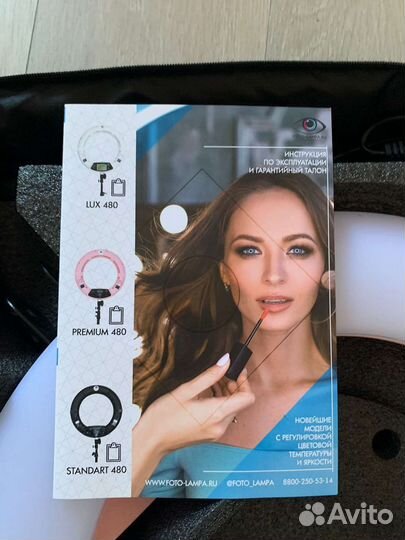 ИНСТРУКЦИЯ
ПО ЭКСПЛУАТАЦИИ
И ГАРАНТИЙНЫЙ ТАЛОН
LUX 480
PREMIUM 480
STANDART 480
НОВЕЙШИЕ
МОДЕЛИ
С РЕГУЛИРОВКОЙ
ЦВЕТОВОЙ
ТЕМПЕРАТУРЫ
И ЯРКОСТИ
WWW.FOTO-LAMPA.RU @FOTO_LAMPA 8800-250-53-14
Avito